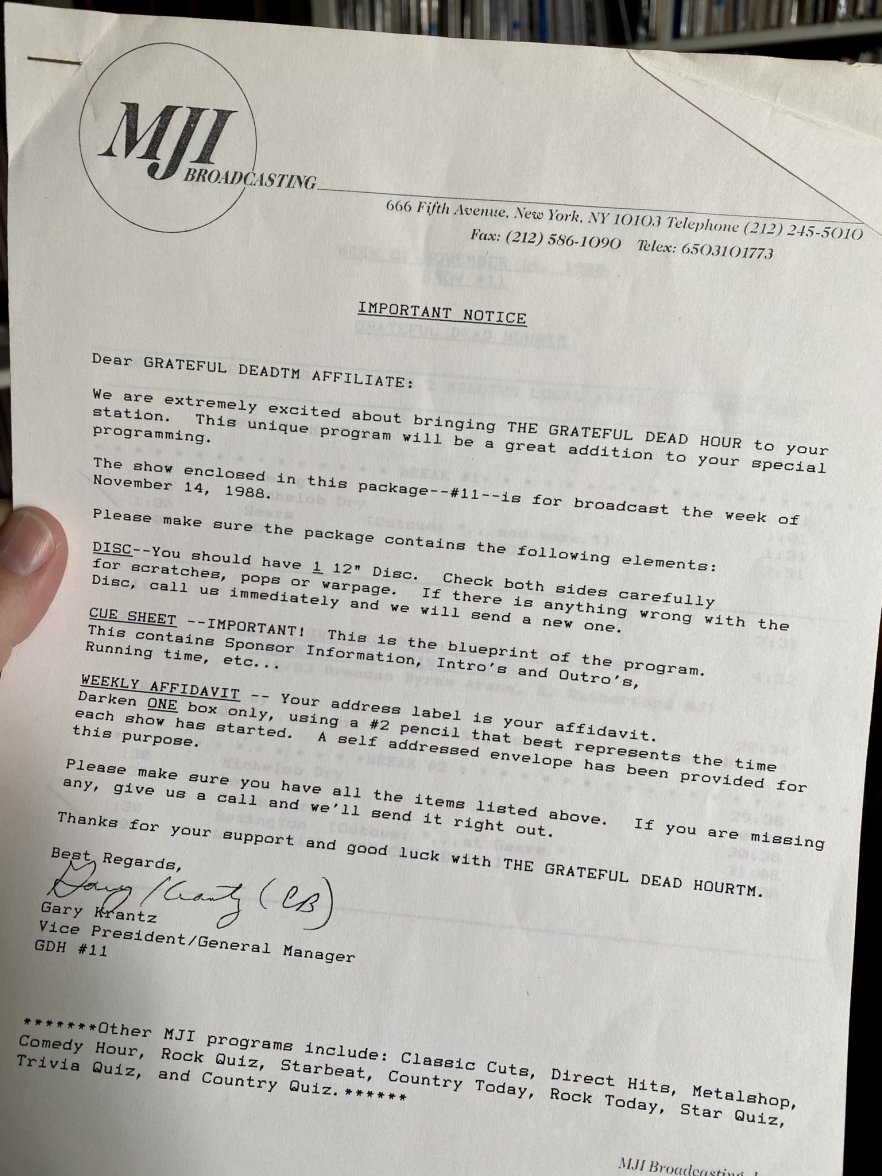 MJI
BROADCASTING
666 Fifth Avenue, New York, NY 10103 Telephone (212) 245-5010
Fax: (212) 586-1090 Telex: 6503101773
IMPORTANT NOTICE
Dear GRATEFUL DEADTM AFFILIATE:
We are extremely excited about bringing THE GRATEFUL DEAD HOUR to your
station. This unique program will be a great addition to your special
programming.
The show enclosed in this package--#11--is for broadcast the week of
November 14, 1988.
Please make sure the package contains the following elements:
DISC--You should have 1 12" Disc. Check both sides carefully
for scratches, pops or warpage. If there is anything wrong with the
Disc, call us immediately and we will send a new one.
CUE SHEET --IMPORTANT! This is the blueprint of the program.
This contains Sponsor Information, Intro's and Outro's,
Running time, etc...
WEEKLY AFFIDAVIT -- Your address label is your affidavit.
Darken ONE box only, using a #2 pencil that best represents the time
each show has started. A self addressed envelope has been provided for
this purpose.
Please make sure you have all the items listed above. If you are missing
any, give us a call and we'll send it right out.
Thanks for your support and good luck with THE GRATEFUL DEAD HOURTM.
Best Regards,
Gary Krantz (CB)
Gary Krantz
Vice President/General Manager
GDH #11
*******Other MJI programs include: Classic Cuts, Direct Hits, Metalshop,
Comedy Hour, Rock Quiz, Starbeat, Country Today, Rock Today, Star Quiz,
Trivia Quiz, and Country Quiz.******
MJI Broadcasting,